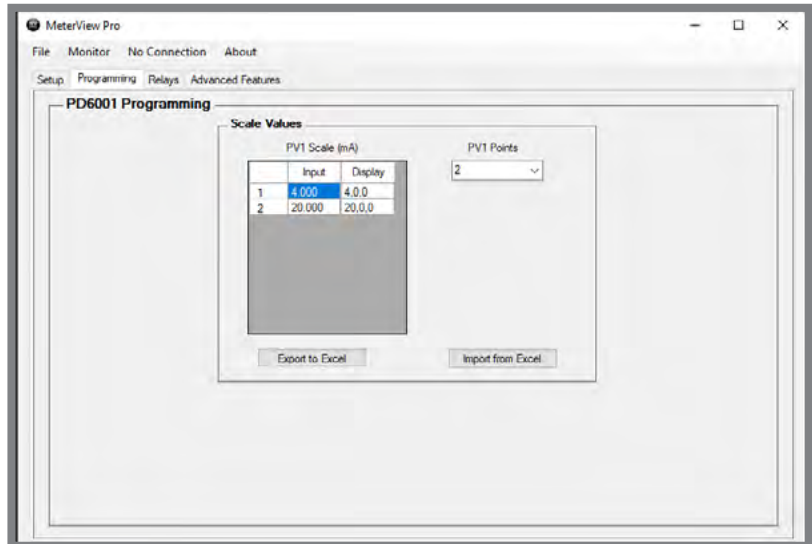 MeterView Pro
File Monitor No Connection About
Setup Programming Relays Advanced Features
PD6001 Programming
Scale Values
PV1 Scale (mA) PV1 Points
Input Display 2
1 4.000 4.0.0
2 20.000 20,0,0
Export to Excel Import from Excel